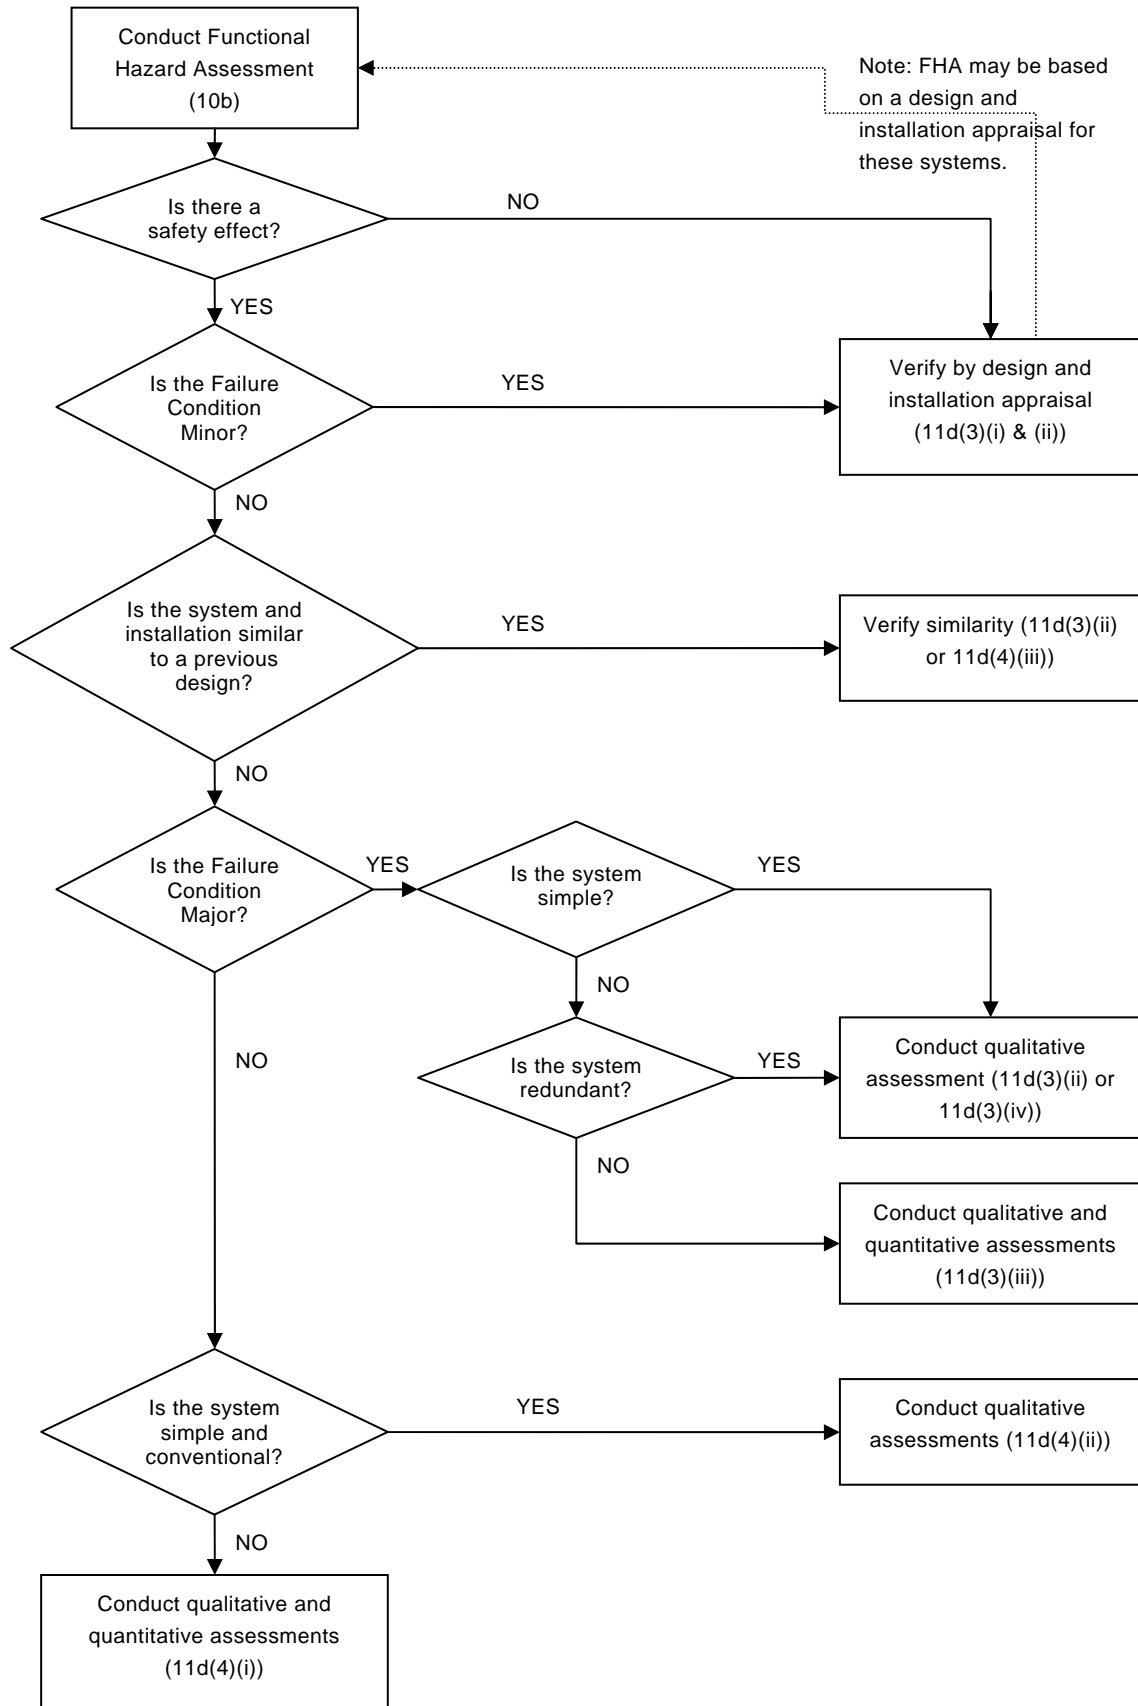 Conduct Functional
Hazard Assessment
(10b)
Note: FHA may be based
on a design and
installation appraisal for
these systems.
Is there a
safety effect?
NO
YES
Is the Failure
Condition
Minor?
YES
Verify by design and
installation appraisal
(11d(3)(i) & (ii))
NO
Is the system and
installation similar
to a previous
design?
YES
Verify similarity (11d(3)(ii)
or 11d(4)(iii))
NO
Is the Failure
Condition
Major?
YES
Is the system
simple?
YES
NO
NO
Is the system
redundant?
YES
Conduct qualitative
assessment (11d(3)(ii) or
11d(3)(iv))
NO
Conduct qualitative and
quantitative assessments
(11d(3)(iii))
Is the system
simple and
conventional?
YES
Conduct qualitative
assessments (11d(4)(ii))
NO
Conduct qualitative and
quantitative assessments
(11d(4)(i))